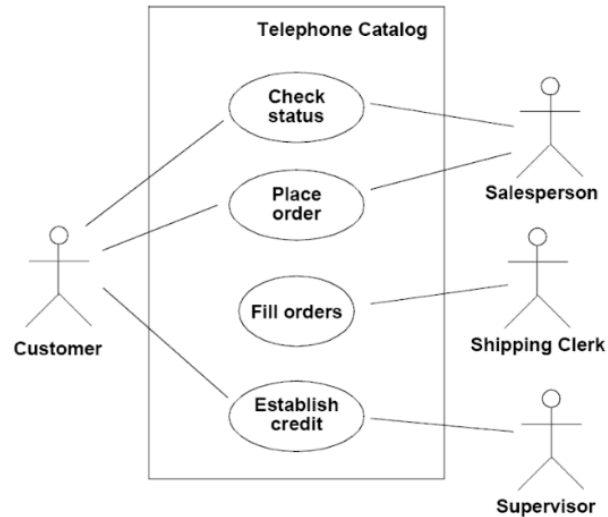 Telephone Catalog
Check
status
Salesperson
Place
order
Customer
Fill orders
Shipping Clerk
Establish
credit
Supervisor